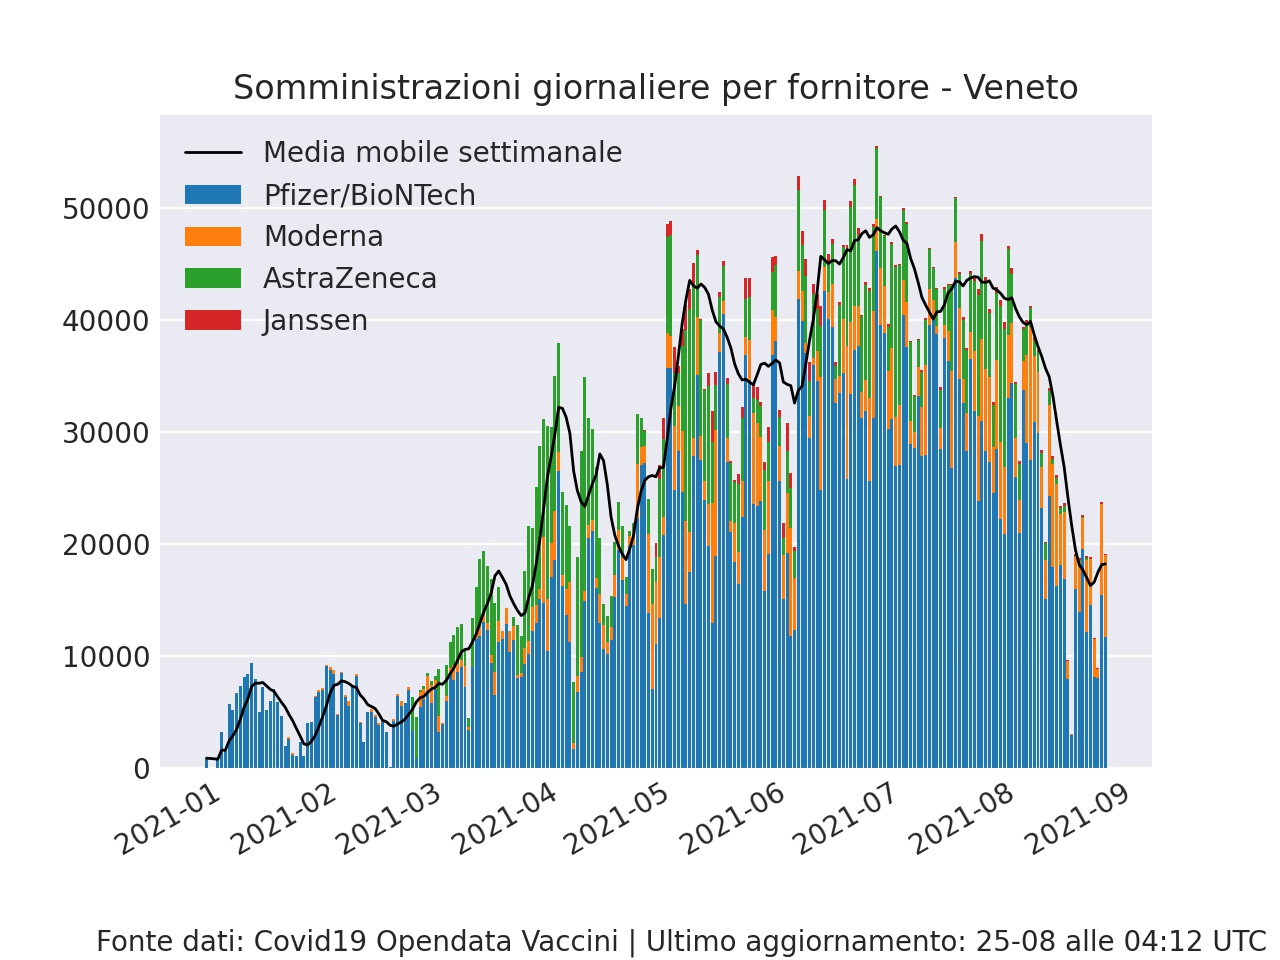 Somministrazioni giornaliere per fornitore - Veneto
Media mobile settimanale
Pfizer/BioNTech
Moderna
AstraZeneca
Janssen
50000
40000
30000
20000
10000
0
2021-01
2021-02
2021-03
2021-04
2021-05
2021-06
2021-07
2021-08
2021-09
Fonte dati: Covid19 Opendata Vaccini | Ultimo aggiornamento: 25-08 alle 04:12 UTC